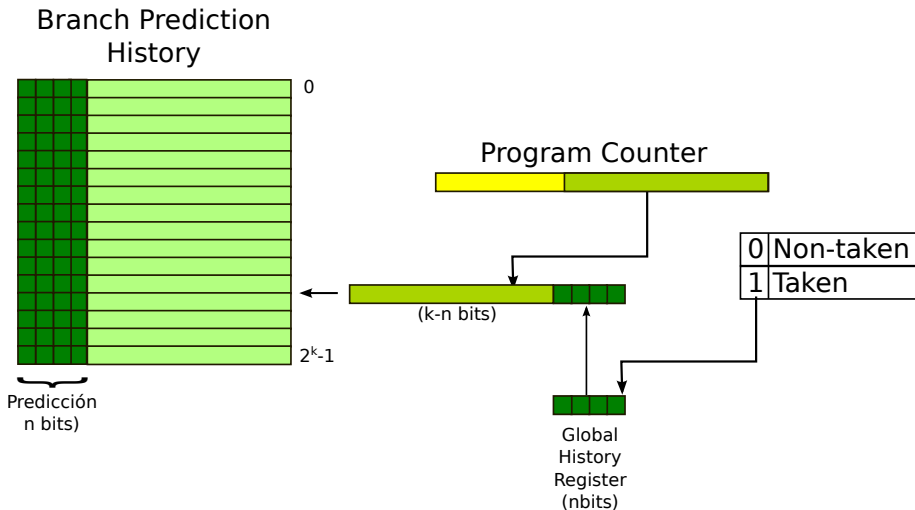 Branch Prediction
History
0
Program Counter
0 Non-taken
1 Taken
(k-n bits)
2ᵏ-1
Predicción
n bits)
Global
History
Register
(nbits)